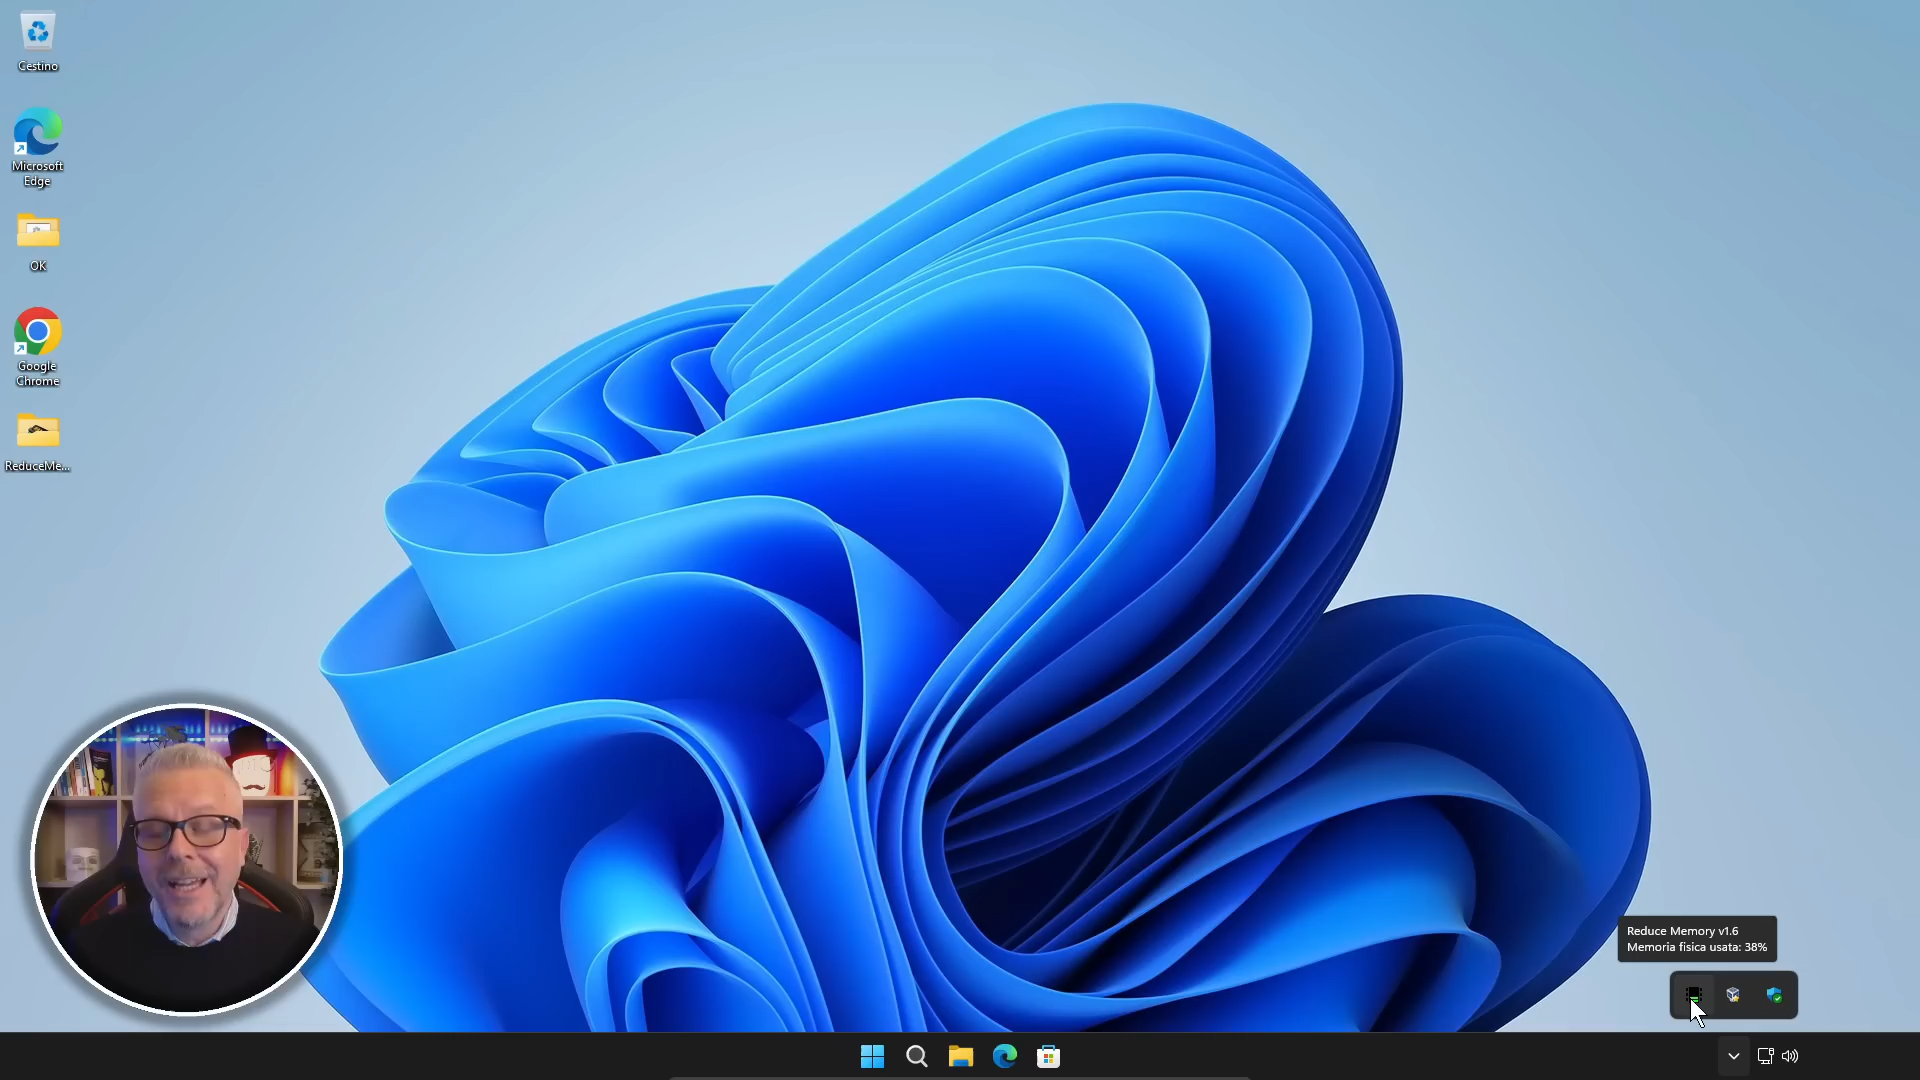 Cestino
Microsoft
Edge
OK
Google
Chrome
ReduceMe...
Reduce Memory v1.6
Memoria fisica usata: 38%